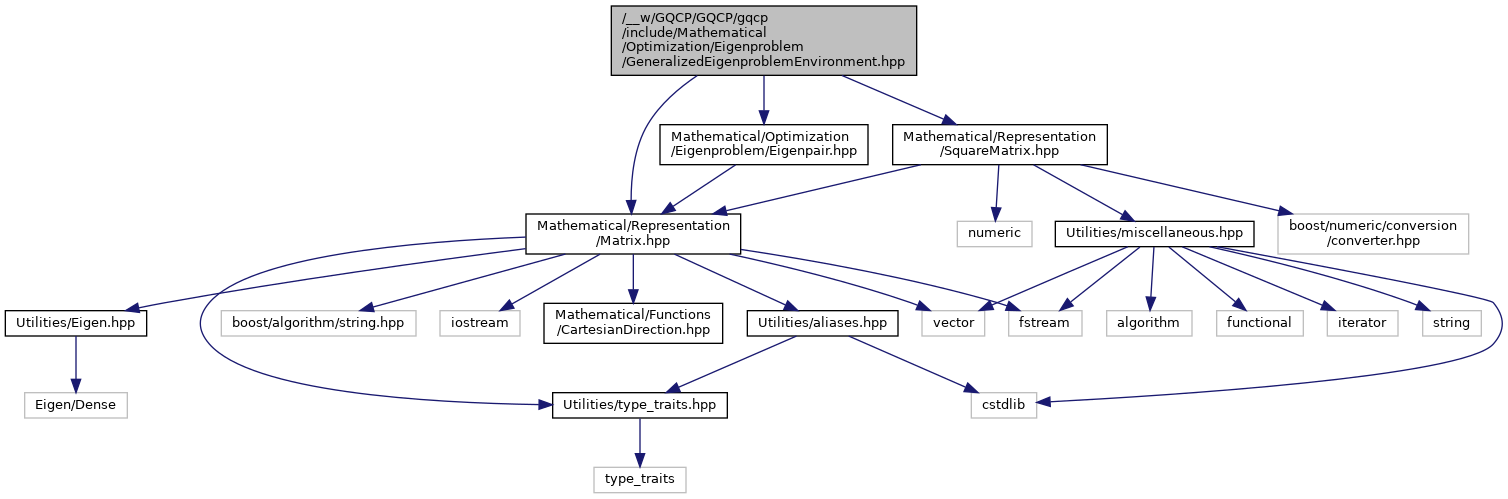 /__w/GQCP/GQCP/gqcp
/include/Mathematical
/Optimization/Eigenproblem
/GeneralizedEigenproblemEnvironment.hpp
Mathematical/Optimization
/Eigenproblem/Eigenpair.hpp
Mathematical/Representation
/SquareMatrix.hpp
Mathematical/Representation
/Matrix.hpp
numeric
Utilities/miscellaneous.hpp
boost/numeric/conversion
/converter.hpp
Utilities/Eigen.hpp
boost/algorithm/string.hpp
iostream
Mathematical/Functions
/CartesianDirection.hpp
Utilities/aliases.hpp
vector
fstream
algorithm
functional
iterator
string
Eigen/Dense
Utilities/type_traits.hpp
cstdlib
type_traits